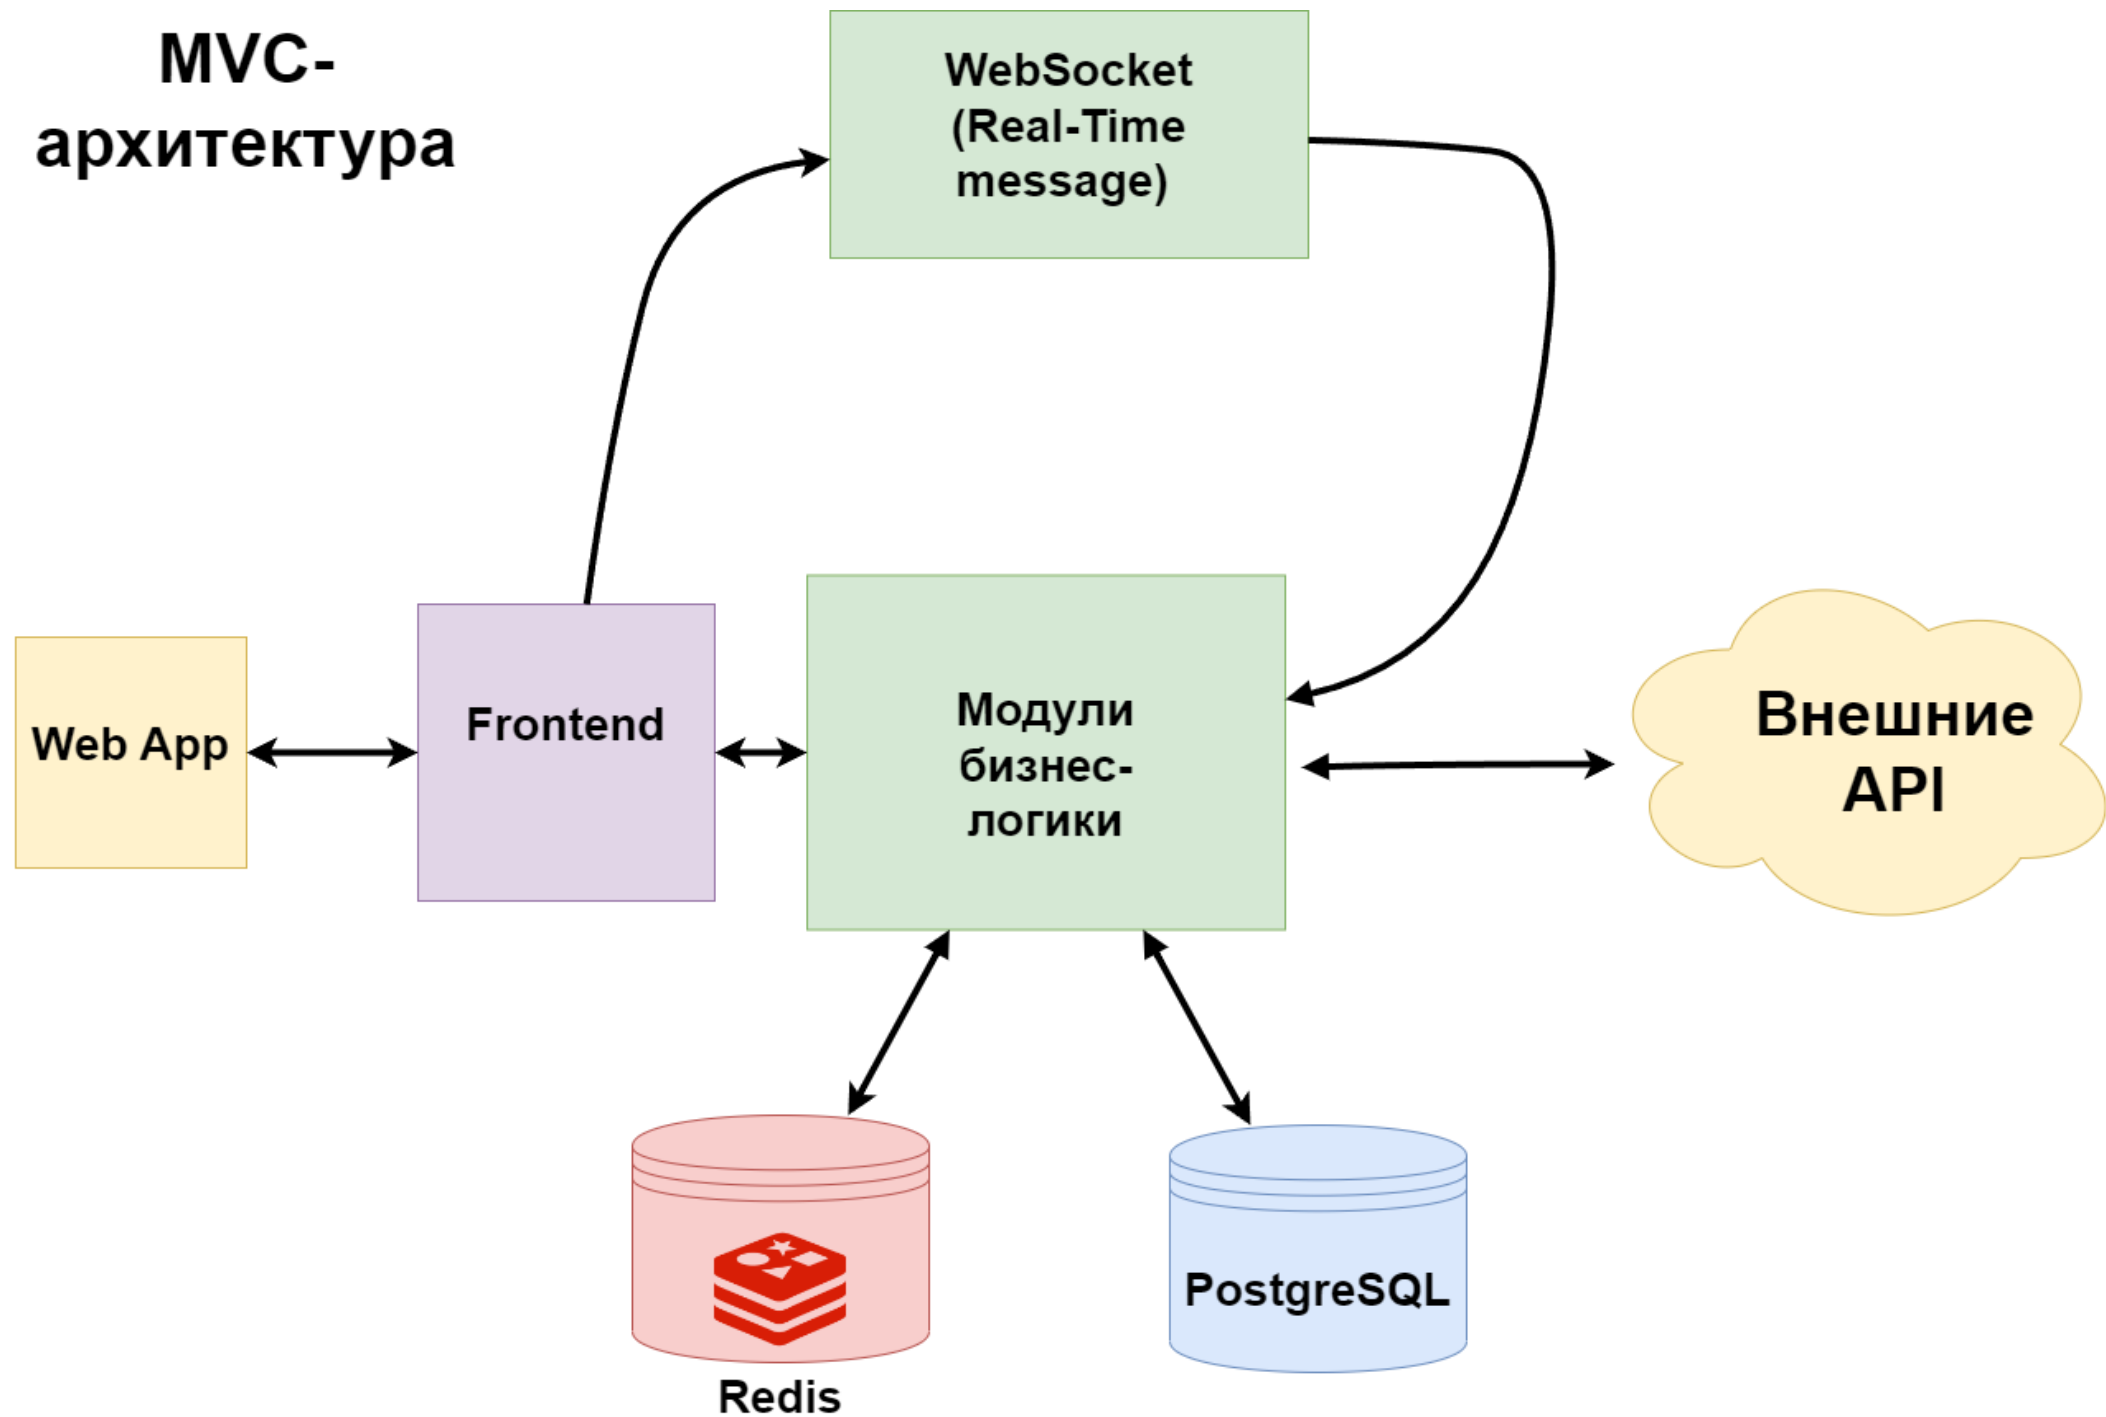 MVC-
архитектура
WebSocket
(Real-Time
message)
Web App
Frontend
Модули
бизнес-
логики
Внешние
API
Redis
PostgreSQL